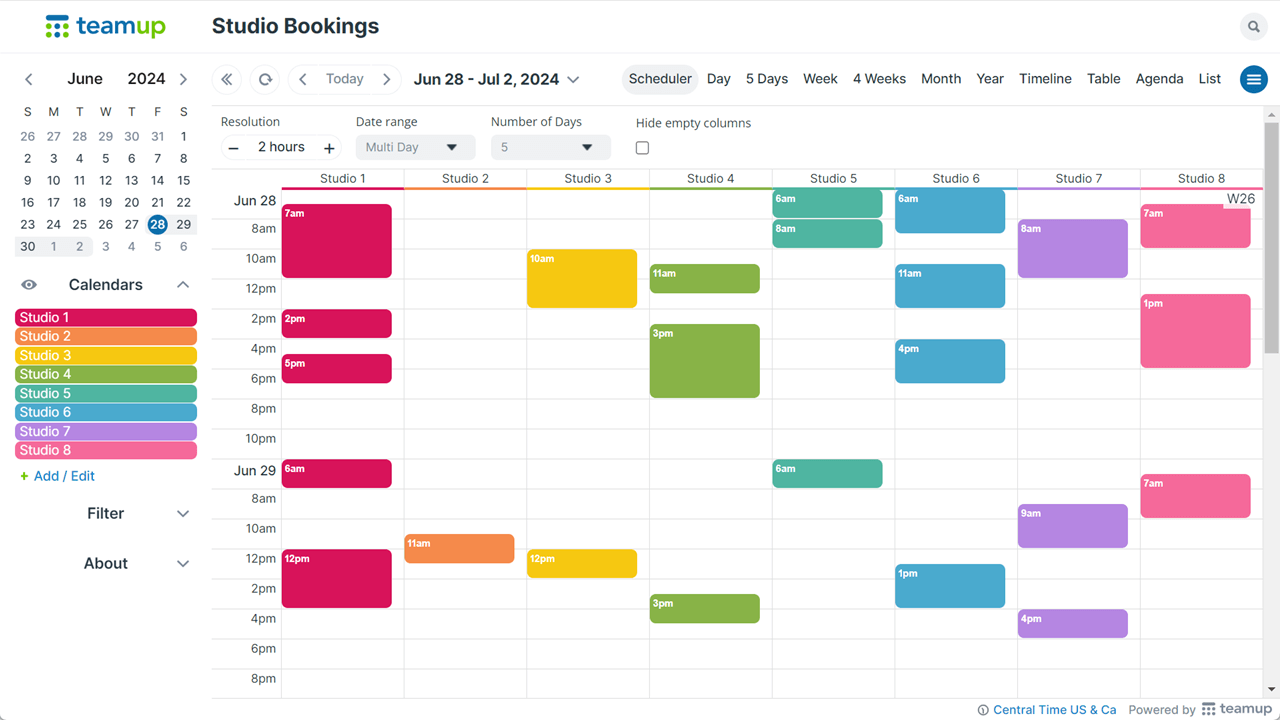 teamup
Studio Bookings
June 2024
S M T W T F S
26 27 28 29 30 31 1
2 3 4 5 6 7 8
9 10 11 12 13 14 15
16 17 18 19 20 21 22
23 24 25 26 27 28 29
30 1 2 3 4 5 6
Calendars
Studio 1
Studio 2
Studio 3
Studio 4
Studio 5
Studio 6
Studio 7
Studio 8
+ Add / Edit
Filter
About
Today
Jun 28 - Jul 2, 2024
Scheduler Day 5 Days Week 4 Weeks Month Year Timeline Table Agenda List
Resolution Date range Number of Days Hide empty columns
− 2 hours + Multi Day 5
Studio 1 Studio 2 Studio 3 Studio 4 Studio 5 Studio 6 Studio 7 Studio 8
Jun 28 6am 6am W26
7am 7am
8am 8am 8am
10am 10am
11am 11am
12pm
1pm
2pm 2pm
3pm
4pm 4pm
5pm
6pm
8pm
10pm
Jun 29 6am 6am
7am
8am
9am
10am
11am
12pm 12pm 12pm
1pm
2pm
3pm
4pm 4pm
6pm
8pm
Central Time US & Ca Powered by teamup